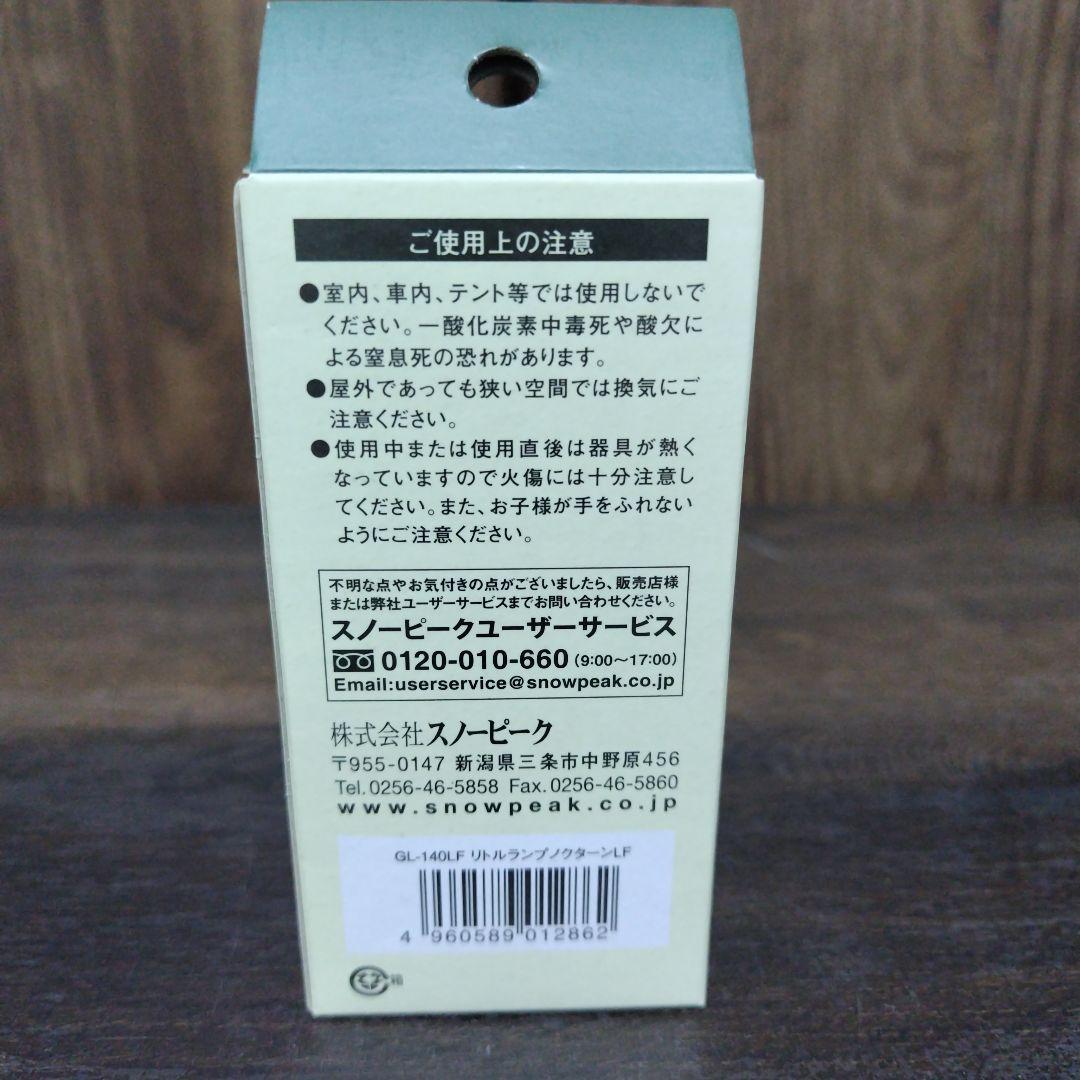 ご使用上の注意
●室内、車内、テント等では使用しないで
ください。一酸化炭素中毒死や酸欠に
よる窒息死の恐れがあります。
●屋外であっても狭い空間では換気にご
注意ください。
●使用中または使用直後は器具が熱く
なっていますので火傷には十分注意し
てください。また、お子様が手をふれない
ようにご注意ください。
不明な点やお気付きの点がございましたら、販売店様
または弊社ユーザーサービスまでお問い合わせください。
スノーピークユーザーサービス
0120-010-660 (9:00〜17:00)
Email:userservice@snowpeak.co.jp
株式会社スノーピーク
〒955-0147 新潟県三条市中野原456
Tel.0256-46-5858 Fax.0256-46-5860
www.snowpeak.co.jp
GL-140LF リトルランプノクターンLF
4 960589 012862
箱